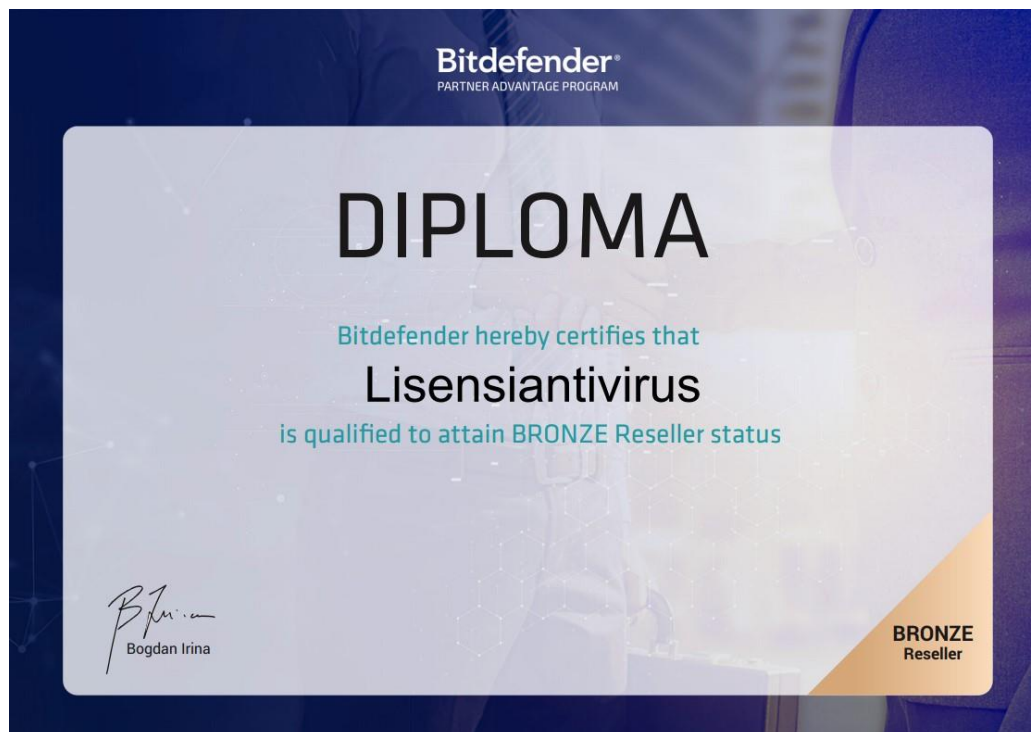 Bitdefender®
PARTNER ADVANTAGE PROGRAM
DIPLOMA
Bitdefender hereby certifies that
Lisensiantivirus
is qualified to attain BRONZE Reseller status
Bogdan Irina
BRONZE
Reseller